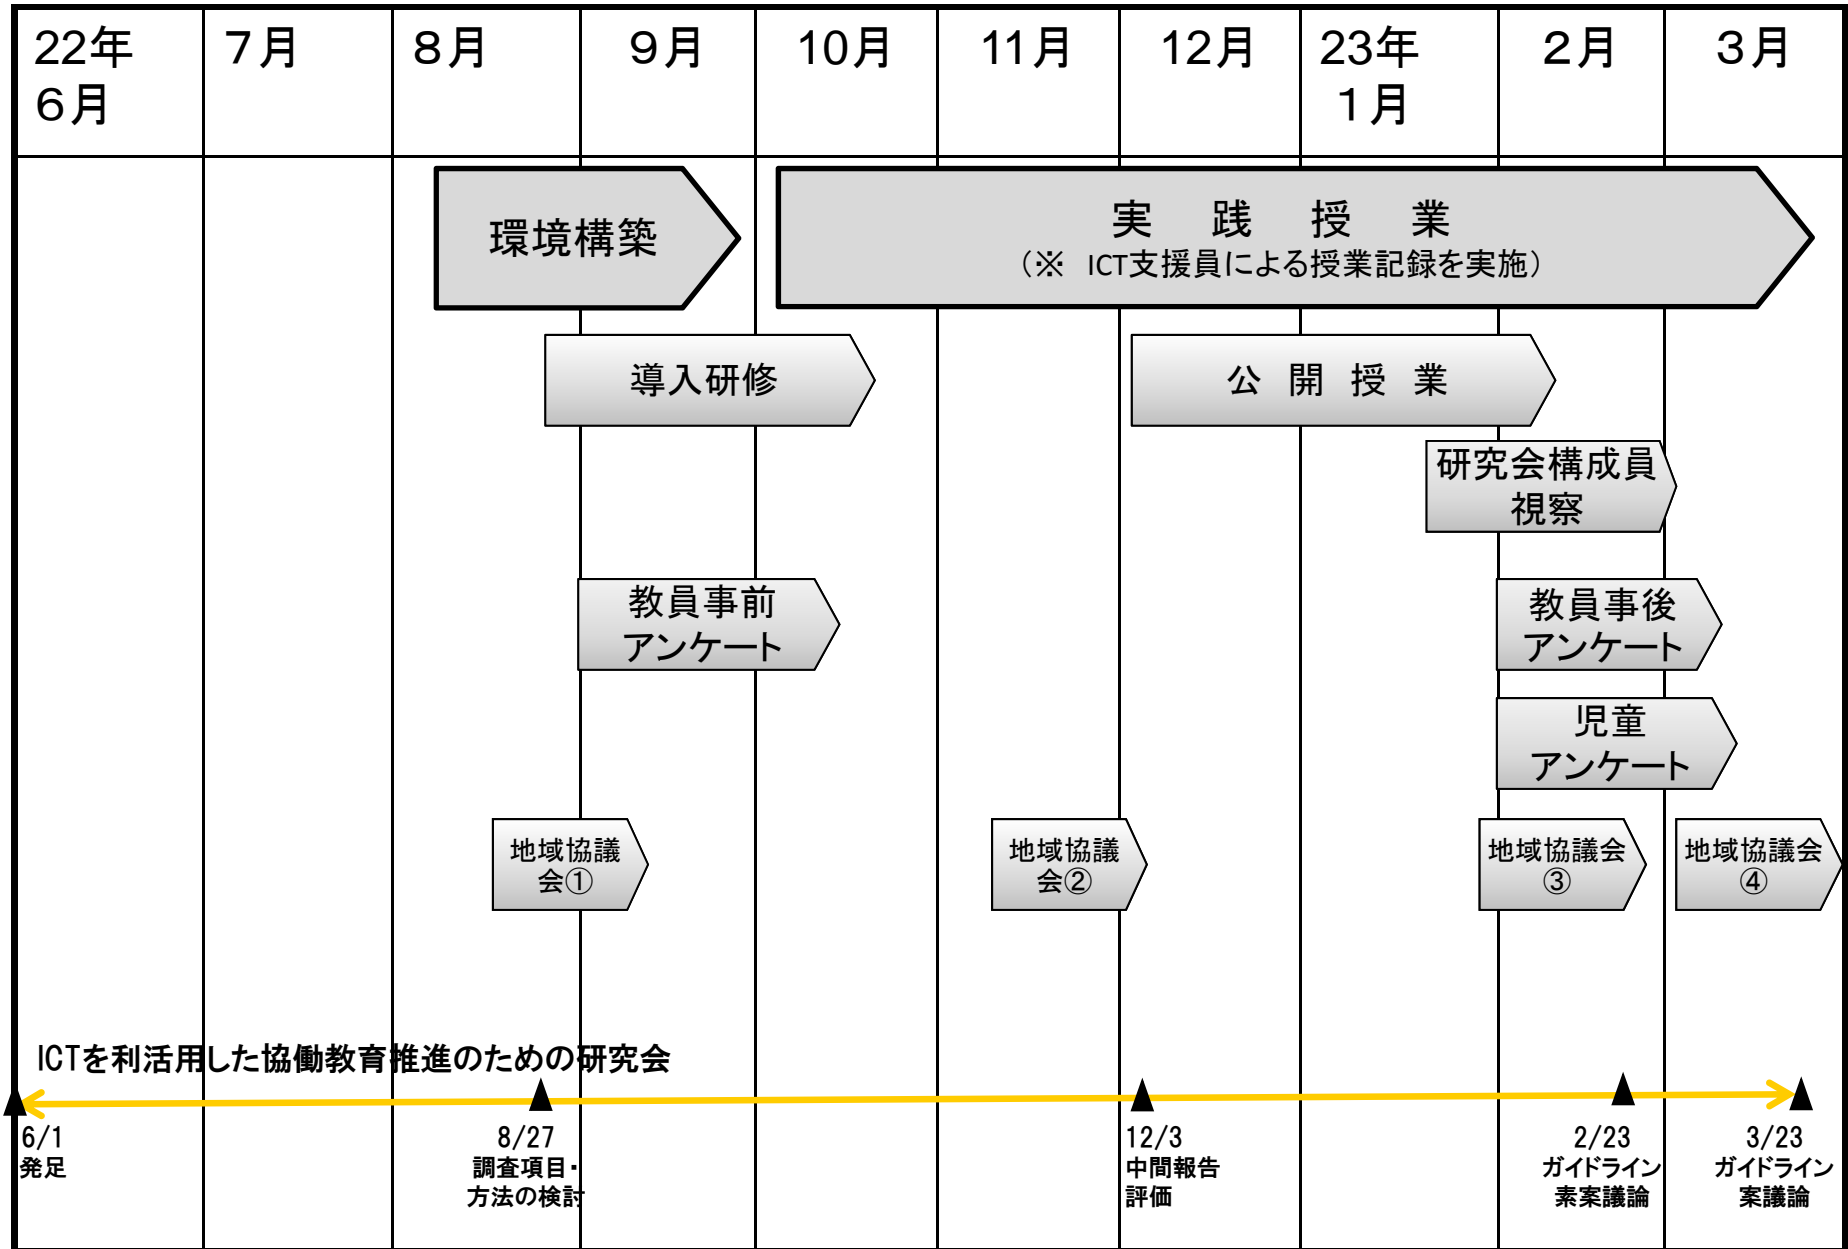 22年
６月
７月
８月
９月
10月
11月
12月
23年
１月
２月
３月
環境構築
実　践　授　業
（※　ICT支援員による授業記録を実施）
導入研修
公　開　授　業
研究会構成員
視察
教員事前
アンケート
教員事後
アンケート
児童
アンケート
地域協議
会①
地域協議
会②
地域協議会
③
地域協議会
④
ICTを利活用した協働教育推進のための研究会
6/1
発足
8/27
調査項目・
方法の検討
12/3
中間報告
評価
2/23
ガイドライン
素案議論
3/23
ガイドライン
案議論